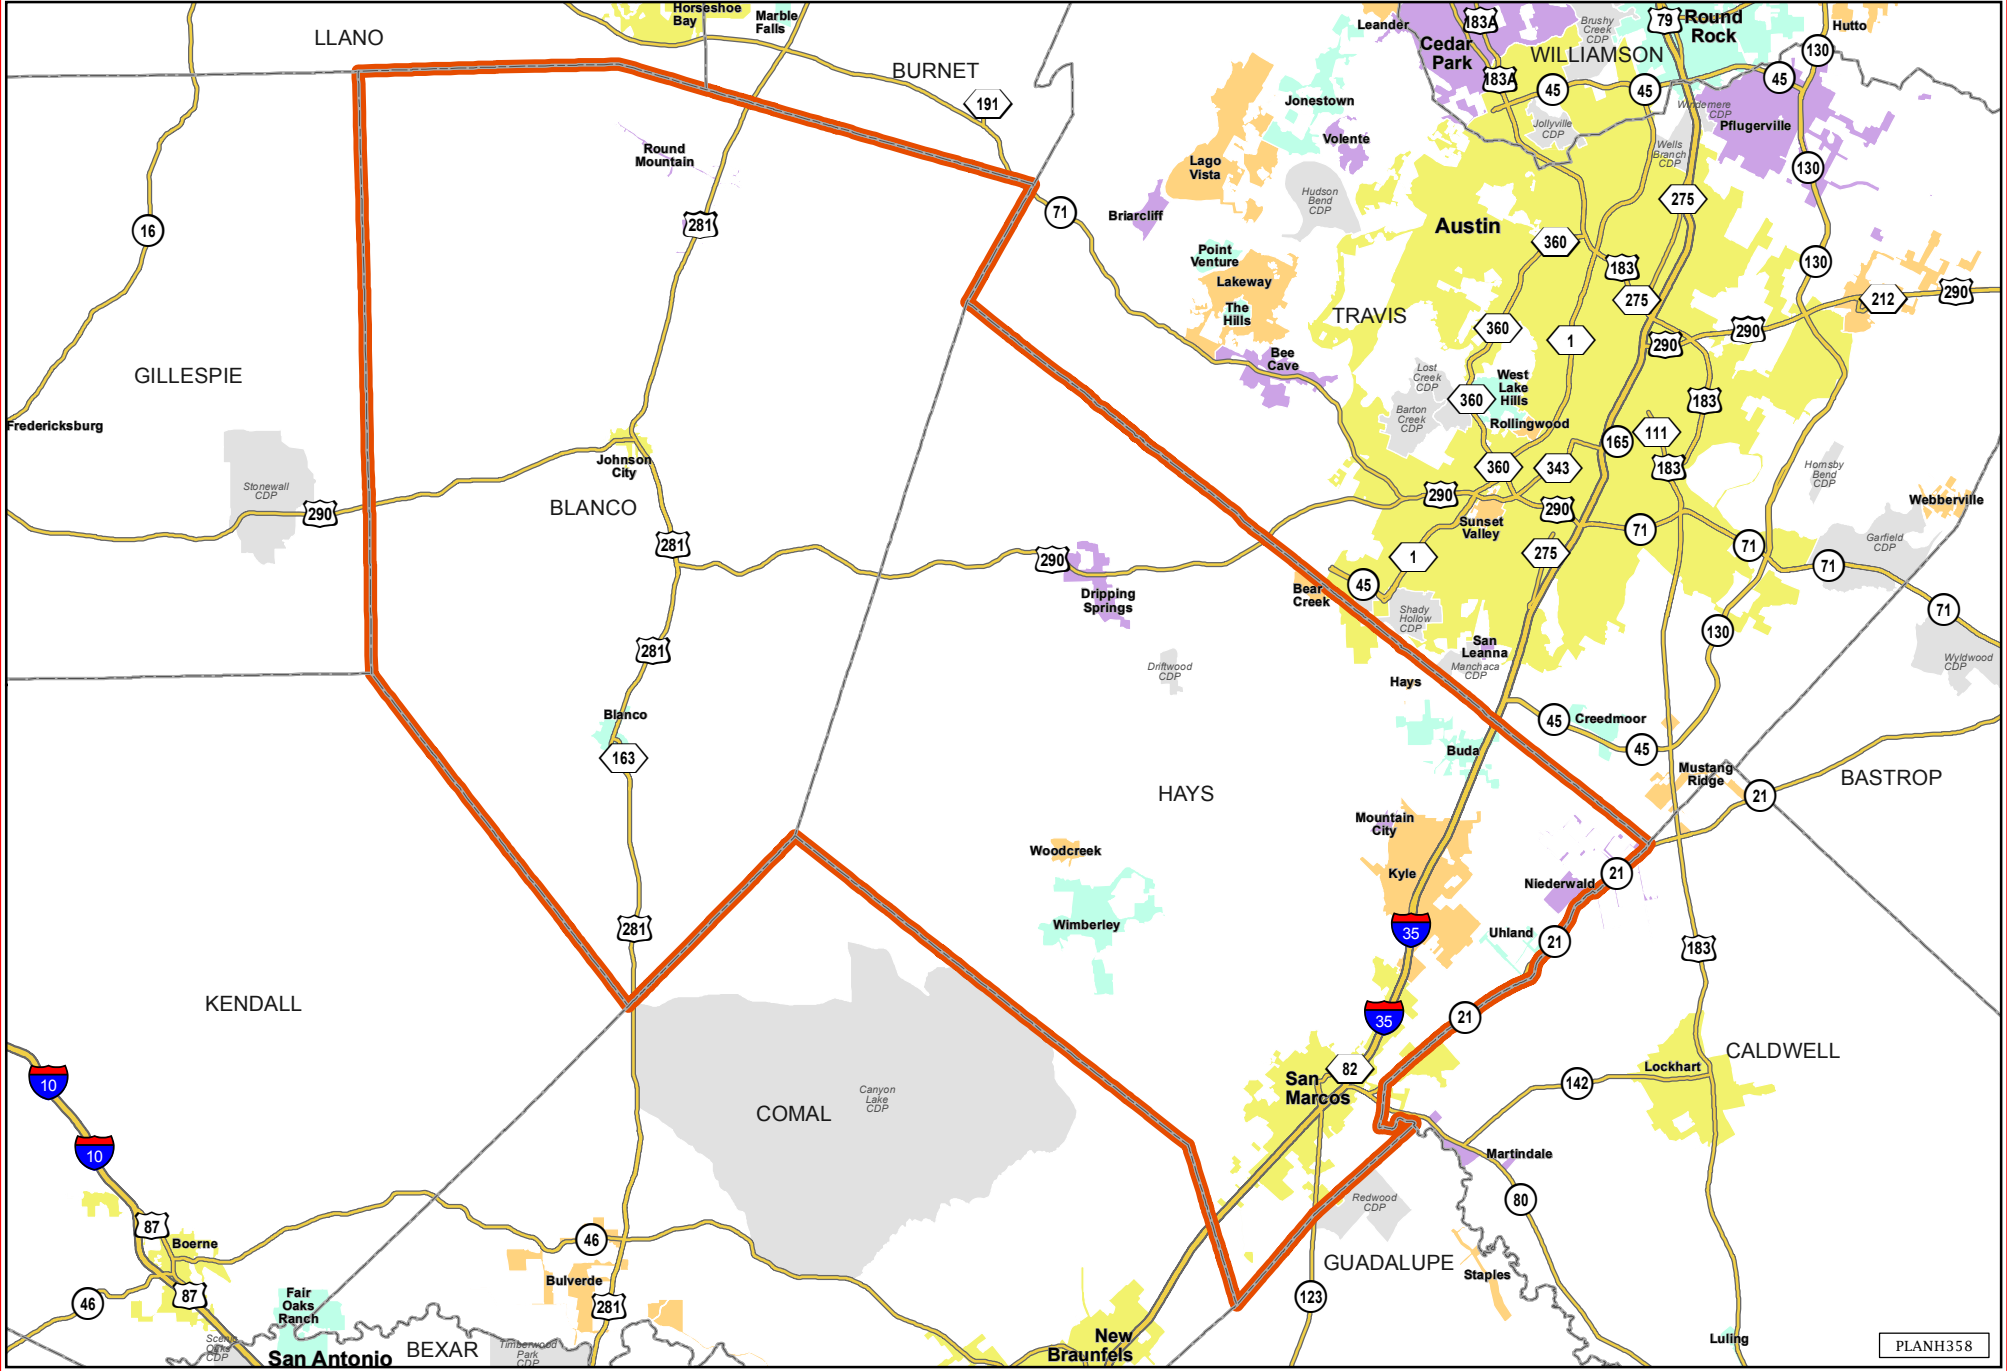 Horseshoe
Bay
Marble
Falls
LLANO
BURNET
191
Leander
183A
Cedar
Park
183A
Brushy
Creek
CDP
WILLIAMSON
79
Round
Rock
Hutto
130
45
45
45
Jonestown
Volente
Jollyville
CDP
Windemere
CDP
Pflugerville
Wells
Branch
CDP
130
Round
Mountain
Lago
Vista
Hudson
Bend
CDP
275
16
281
71
Briarcliff
Austin
360
Point
Venture
Lakeway
The
Hills
183
275
130
212
290
TRAVIS
360
1
290
290
Bee
Cave
GILLESPIE
Lost
Creek
CDP
West
Lake
Hills
360
183
Barton
Creek
CDP
Rollingwood
165
111
Fredericksburg
Johnson
City
360
343
183
Hornsby
Bend
CDP
Stonewall
CDP
290
BLANCO
290
290
Webberville
Sunset
Valley
71
71
281
290
1
275
Garfield
CDP
71
Dripping
Springs
Bear
Creek
45
Shady
Hollow
CDP
71
130
281
San
Leanna
Driftwood
CDP
Manchaca
CDP
Wyldwood
CDP
Hays
Blanco
163
45
Creedmoor
45
Buda
Mustang
Ridge
21
BASTROP
HAYS
Mountain
City
Woodcreek
Kyle
21
Niederwald
Wimberley
281
35
Uhland
21
183
KENDALL
35
21
CALDWELL
10
82
San
Marcos
142
Lockhart
Canyon
Lake
CDP
COMAL
10
Martindale
Redwood
CDP
80
87
Boerne
46
GUADALUPE
Staples
46
87
Fair
Oaks
Ranch
Bulverde
281
123
Scenic
Oaks
CDP
San Antonio
BEXAR
Timberwood
Park
CDP
New
Braunfels
Luling
PLANH358